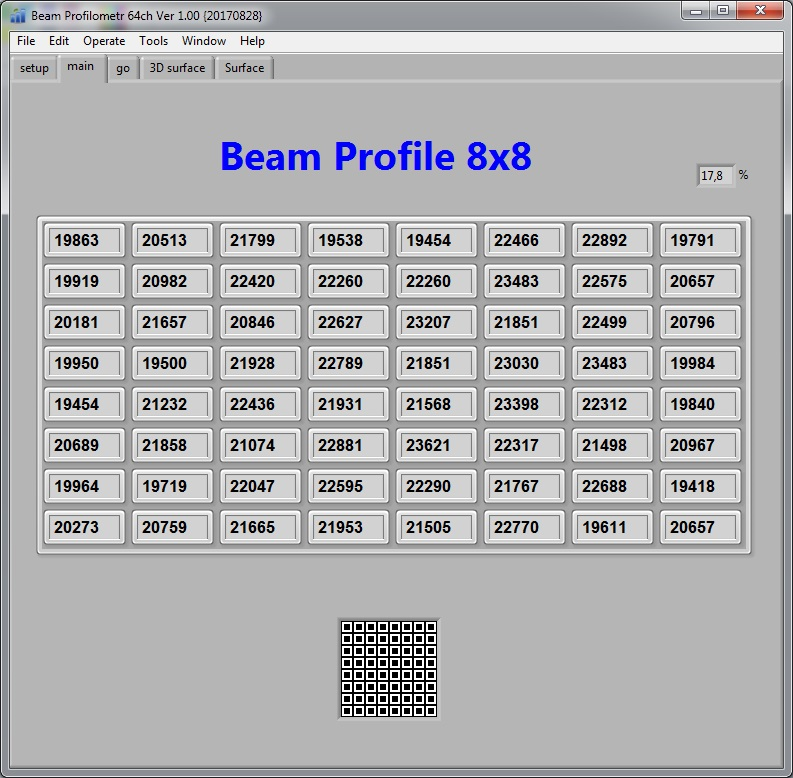 Beam Profilometr 64ch Ver 1.00 {20170828}
File Edit Operate Tools Window Help
setup main go 3D surface Surface
Beam Profile 8x8
17,8 %
19863 20513 21799 19538 19454 22466 22892 19791
19919 20982 22420 22260 22260 23483 22575 20657
20181 21657 20846 22627 23207 21851 22499 20796
19950 19500 21928 22789 21851 23030 23483 19984
19454 21232 22436 21931 21568 23398 22312 19840
20689 21858 21074 22881 23621 22317 21498 20967
19964 19719 22047 22595 22290 21767 22688 19418
20273 20759 21665 21953 21505 22770 19611 20657